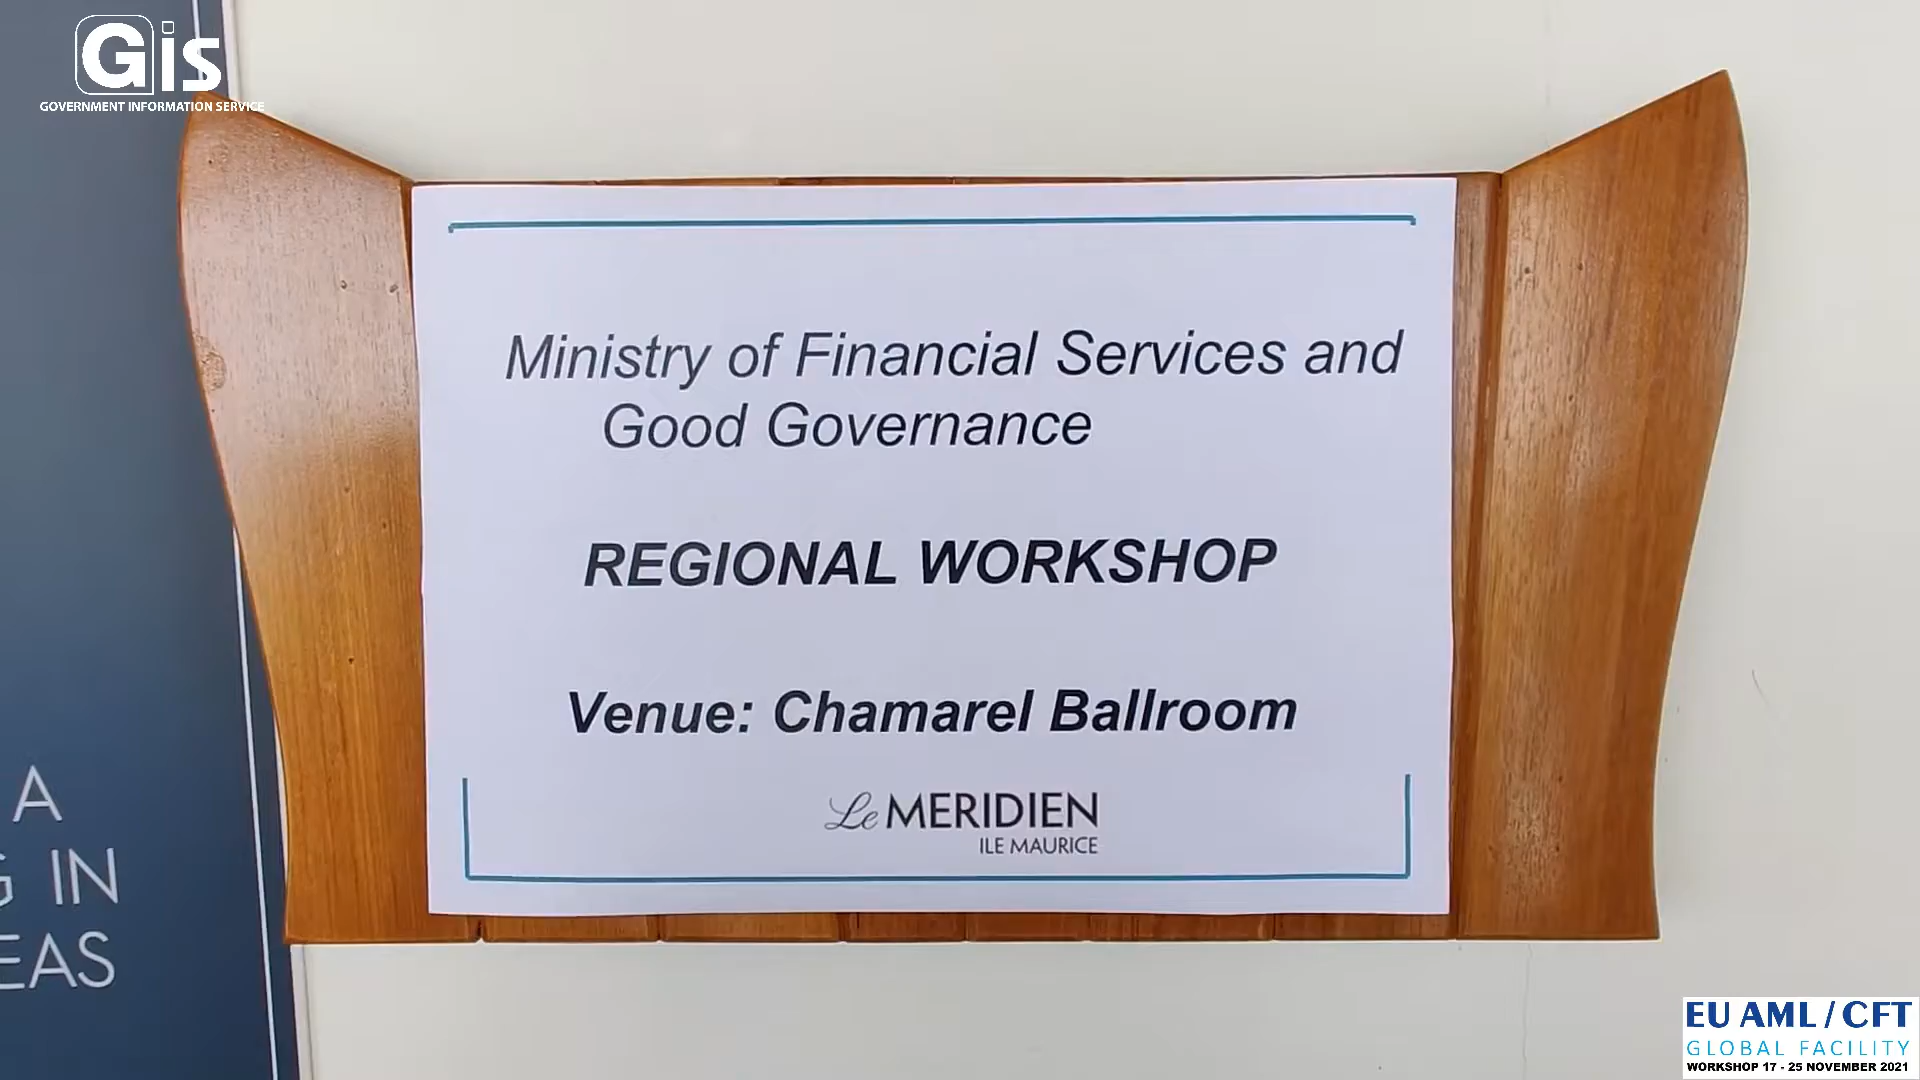 Gis
GOVERNMENT INFORMATION SERVICE
Ministry of Financial Services and
Good Governance
REGIONAL WORKSHOP
Venue: Chamarel Ballroom
Le MERIDIEN
ILE MAURICE
A
G IN
EAS
EU AML / CFT
GLOBAL FACILITY
WORKSHOP 17 - 25 NOVEMBER 2021